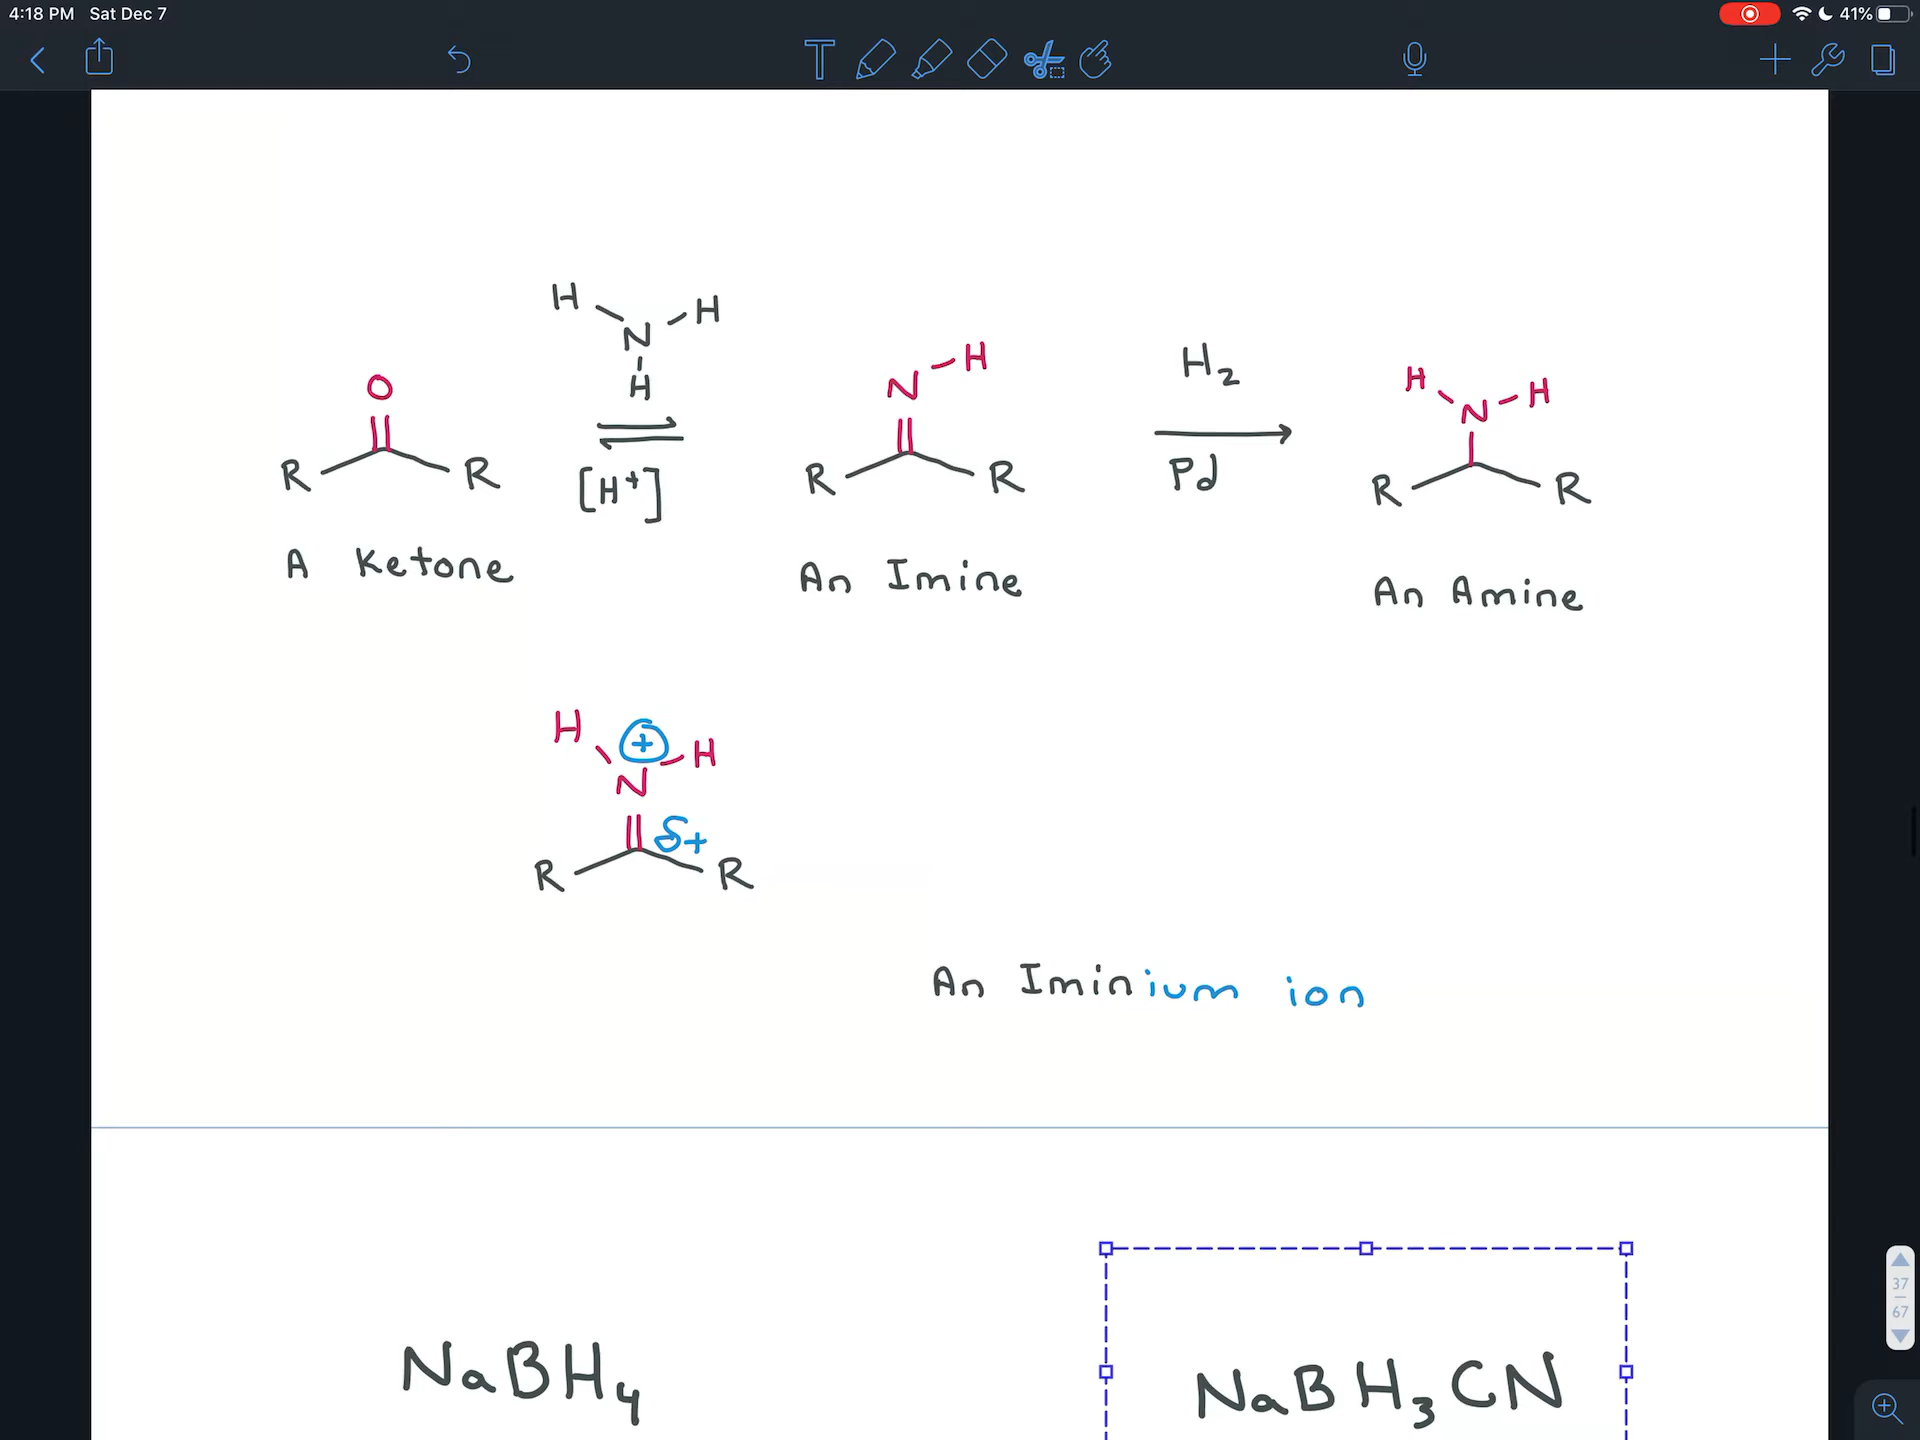 4:18 PM Sat Dec 7
41%
T
H
N
H
H
O
R
R
[H⁺]
A Ketone
N
H
R
R
An Imine
H₂
Pd
H
N
H
R
R
An Amine
H
+
H
N
δ+
R
R
An Iminium ion
37
67
NaBH₄
NaBH₃CN